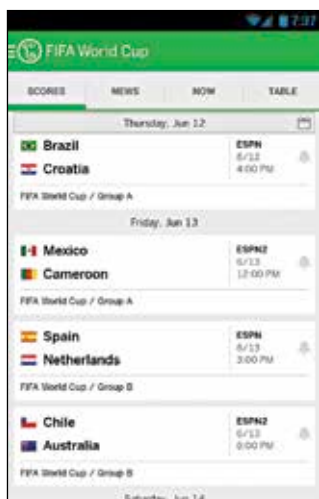 7:37
FIFA World Cup
SCORES NEWS NOW TABLE
Thursday, Jun 12
Brazil ESPN
6/12
Croatia 4:00 PM
FIFA World Cup / Group A
Friday, Jun 13
Mexico ESPN2
6/13
Cameroon 12:00 PM
FIFA World Cup / Group A
Spain ESPN
6/13
Netherlands 3:00 PM
FIFA World Cup / Group B
Chile ESPN2
6/13
Australia 6:00 PM
FIFA World Cup / Group B
Saturday, Jun 14